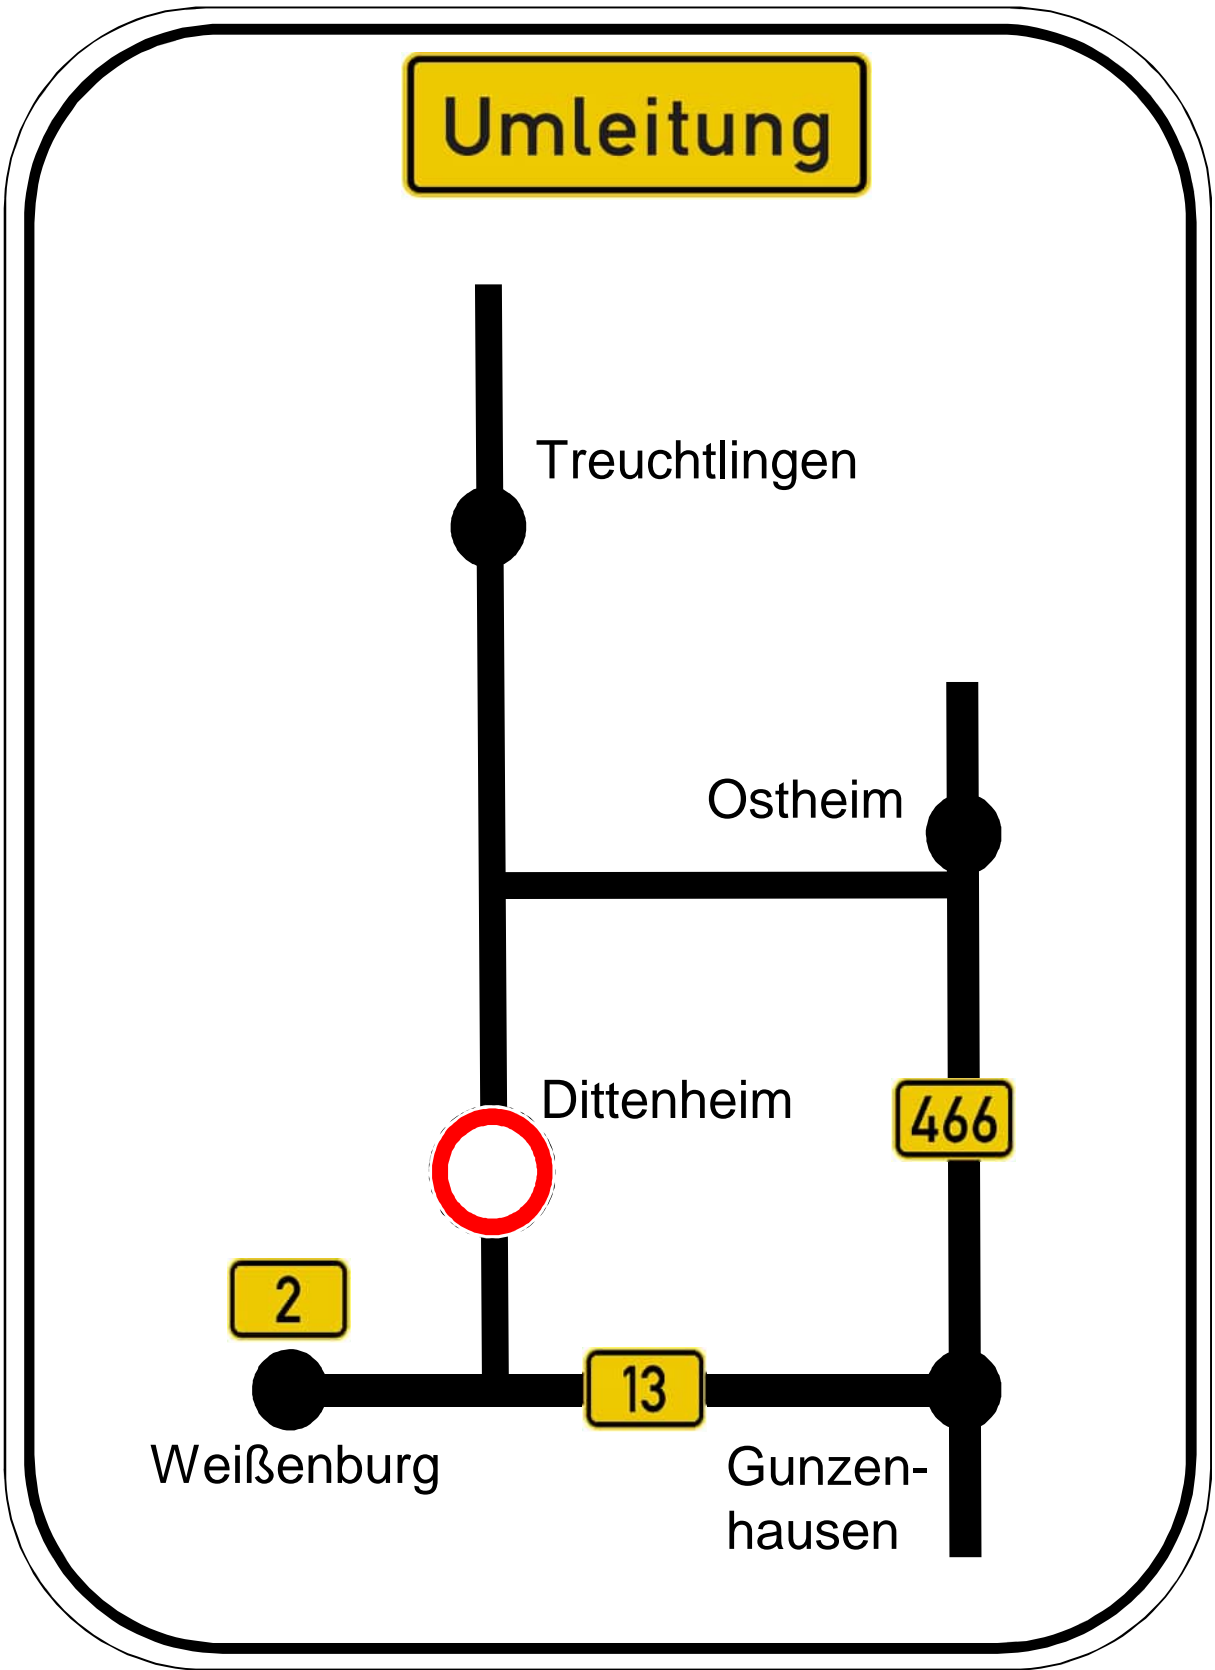 Umleitung
Treuchtlingen
Ostheim
Dittenheim
466
2
13
Weißenburg
Gunzen-
hausen